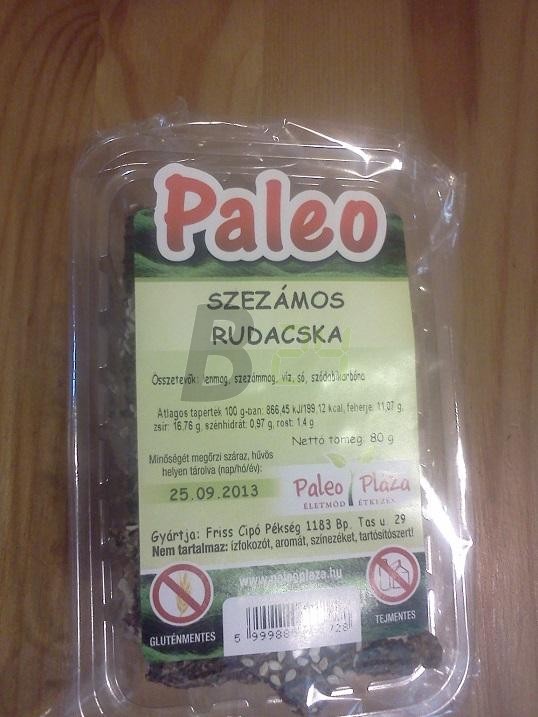 Paleo
SZEZÁMOS
RUDACSKA
Összetevők: lenmag, szezámmag, víz, só, szódabikarbóna
Átlagos tápérték 100 g-ban: 866,45 kJ/189,12 kcal, fehérje: 11,07 g,
zsír: 16,76 g, szénhidrát: 0,97 g, rost: 1,4 g
Nettó tömeg: 80 g
Minőségét megőrzi száraz, hűvös
helyen tárolva (nap/hó/év):
25.09.2013
Paleo Plaza
ÉLETMÓD ÉTKEZÉS
Gyártja: Friss Cipó Pékség 1183 Bp. Tas u. 29
Nem tartalmaz: ízfokozót, aromát, színezéket, tartósítószert!
www.paleoplaza.hu
GLUTÉNMENTES
TEJMENTES